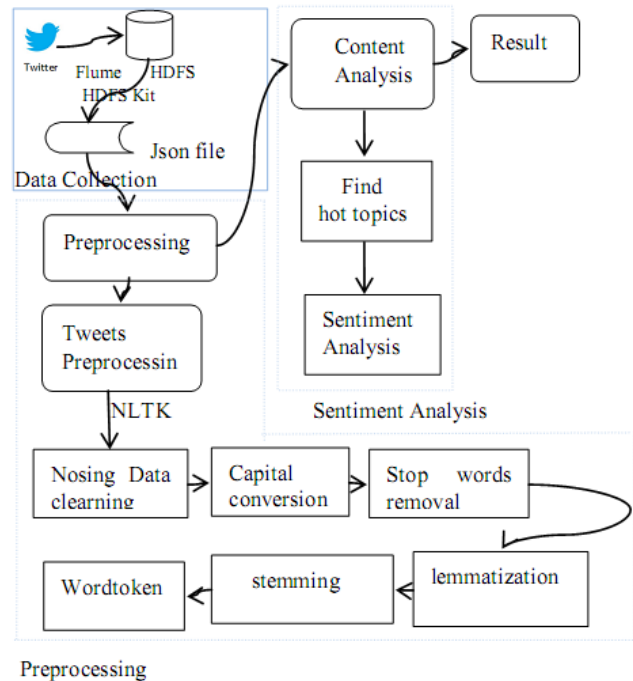 Twitter
Flume HDFS
HDFS Kit
Json file
Data Collection
Content
Analysis
Result
Find
hot topics
Sentiment
Analysis
Sentiment Analysis
Preprocessing
Tweets
Preprocessin
NLTK
Nosing Data
clearning
Capital
conversion
Stop words
removal
lemmatization
stemming
Wordtoken
Preprocessing